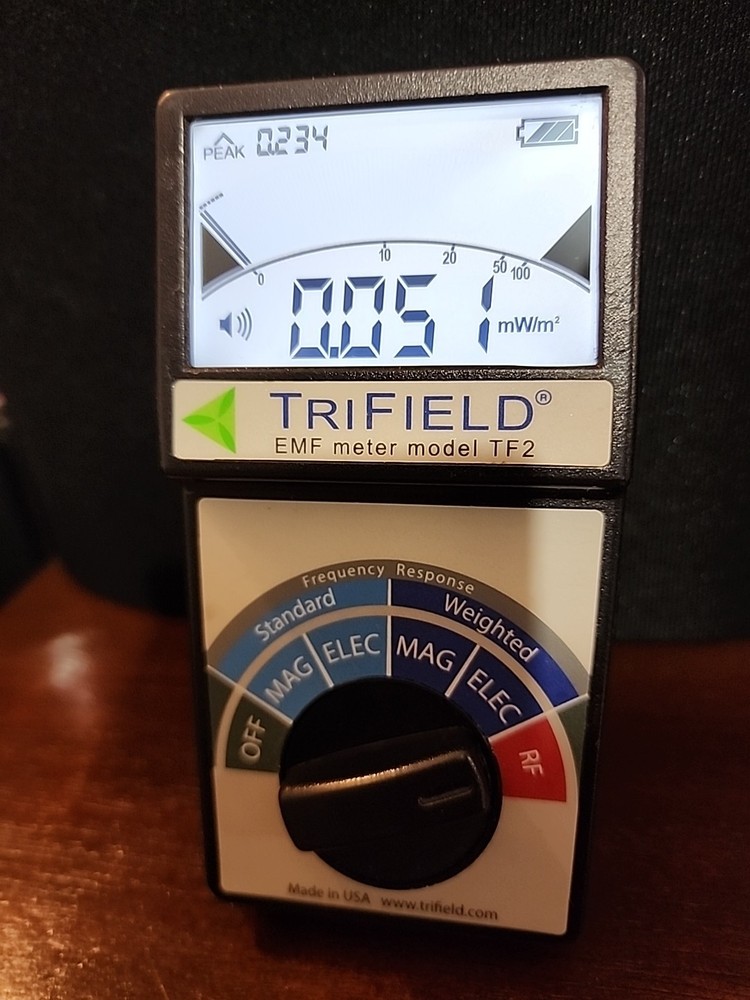 PEAK 0.234
0 10 20 50 100
0.051 mW/m²
TRIFIELD®
EMF meter model TF2
Frequency Response
Standard Weighted
MAG ELEC MAG ELEC
OFF RF
Made in USA www.trifield.com